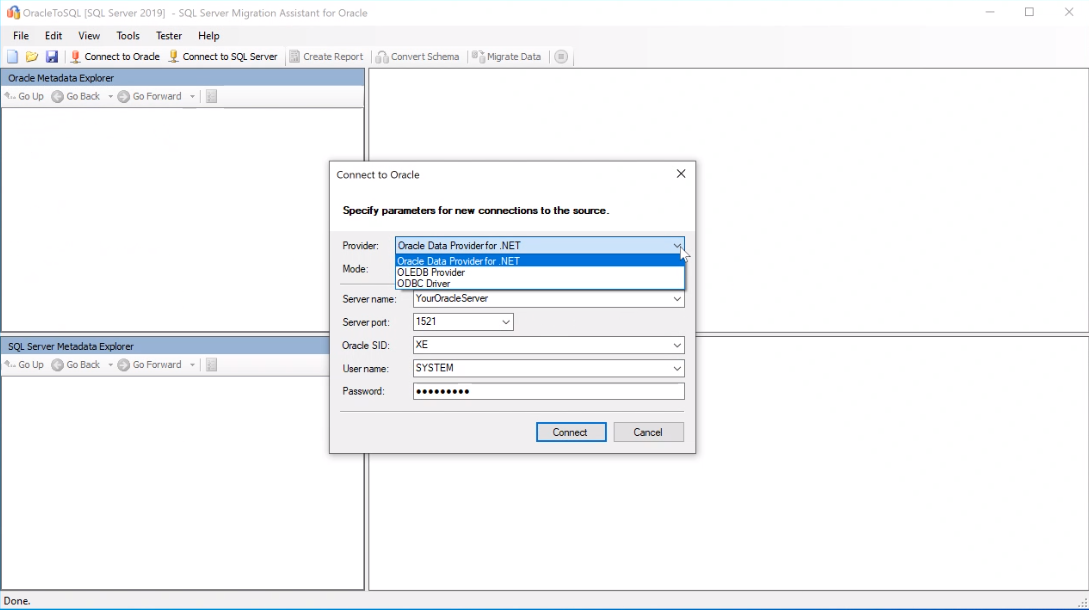 OracleToSQL [SQL Server 2019] - SQL Server Migration Assistant for Oracle
File Edit View Tools Tester Help
Connect to Oracle Connect to SQL Server Create Report Convert Schema Migrate Data
Oracle Metadata Explorer
Go Up Go Back Go Forward
Connect to Oracle
Specify parameters for new connections to the source.
Provider: Oracle Data Provider for .NET
Oracle Data Provider for .NET
Mode:
OLEDB Provider
ODBC Driver
Server name: YourOracleServer
Server port: 1521
Oracle SID: XE
User name: SYSTEM
Password: ●●●●●●●●●
Connect Cancel
SQL Server Metadata Explorer
Go Up Go Back Go Forward
Done.